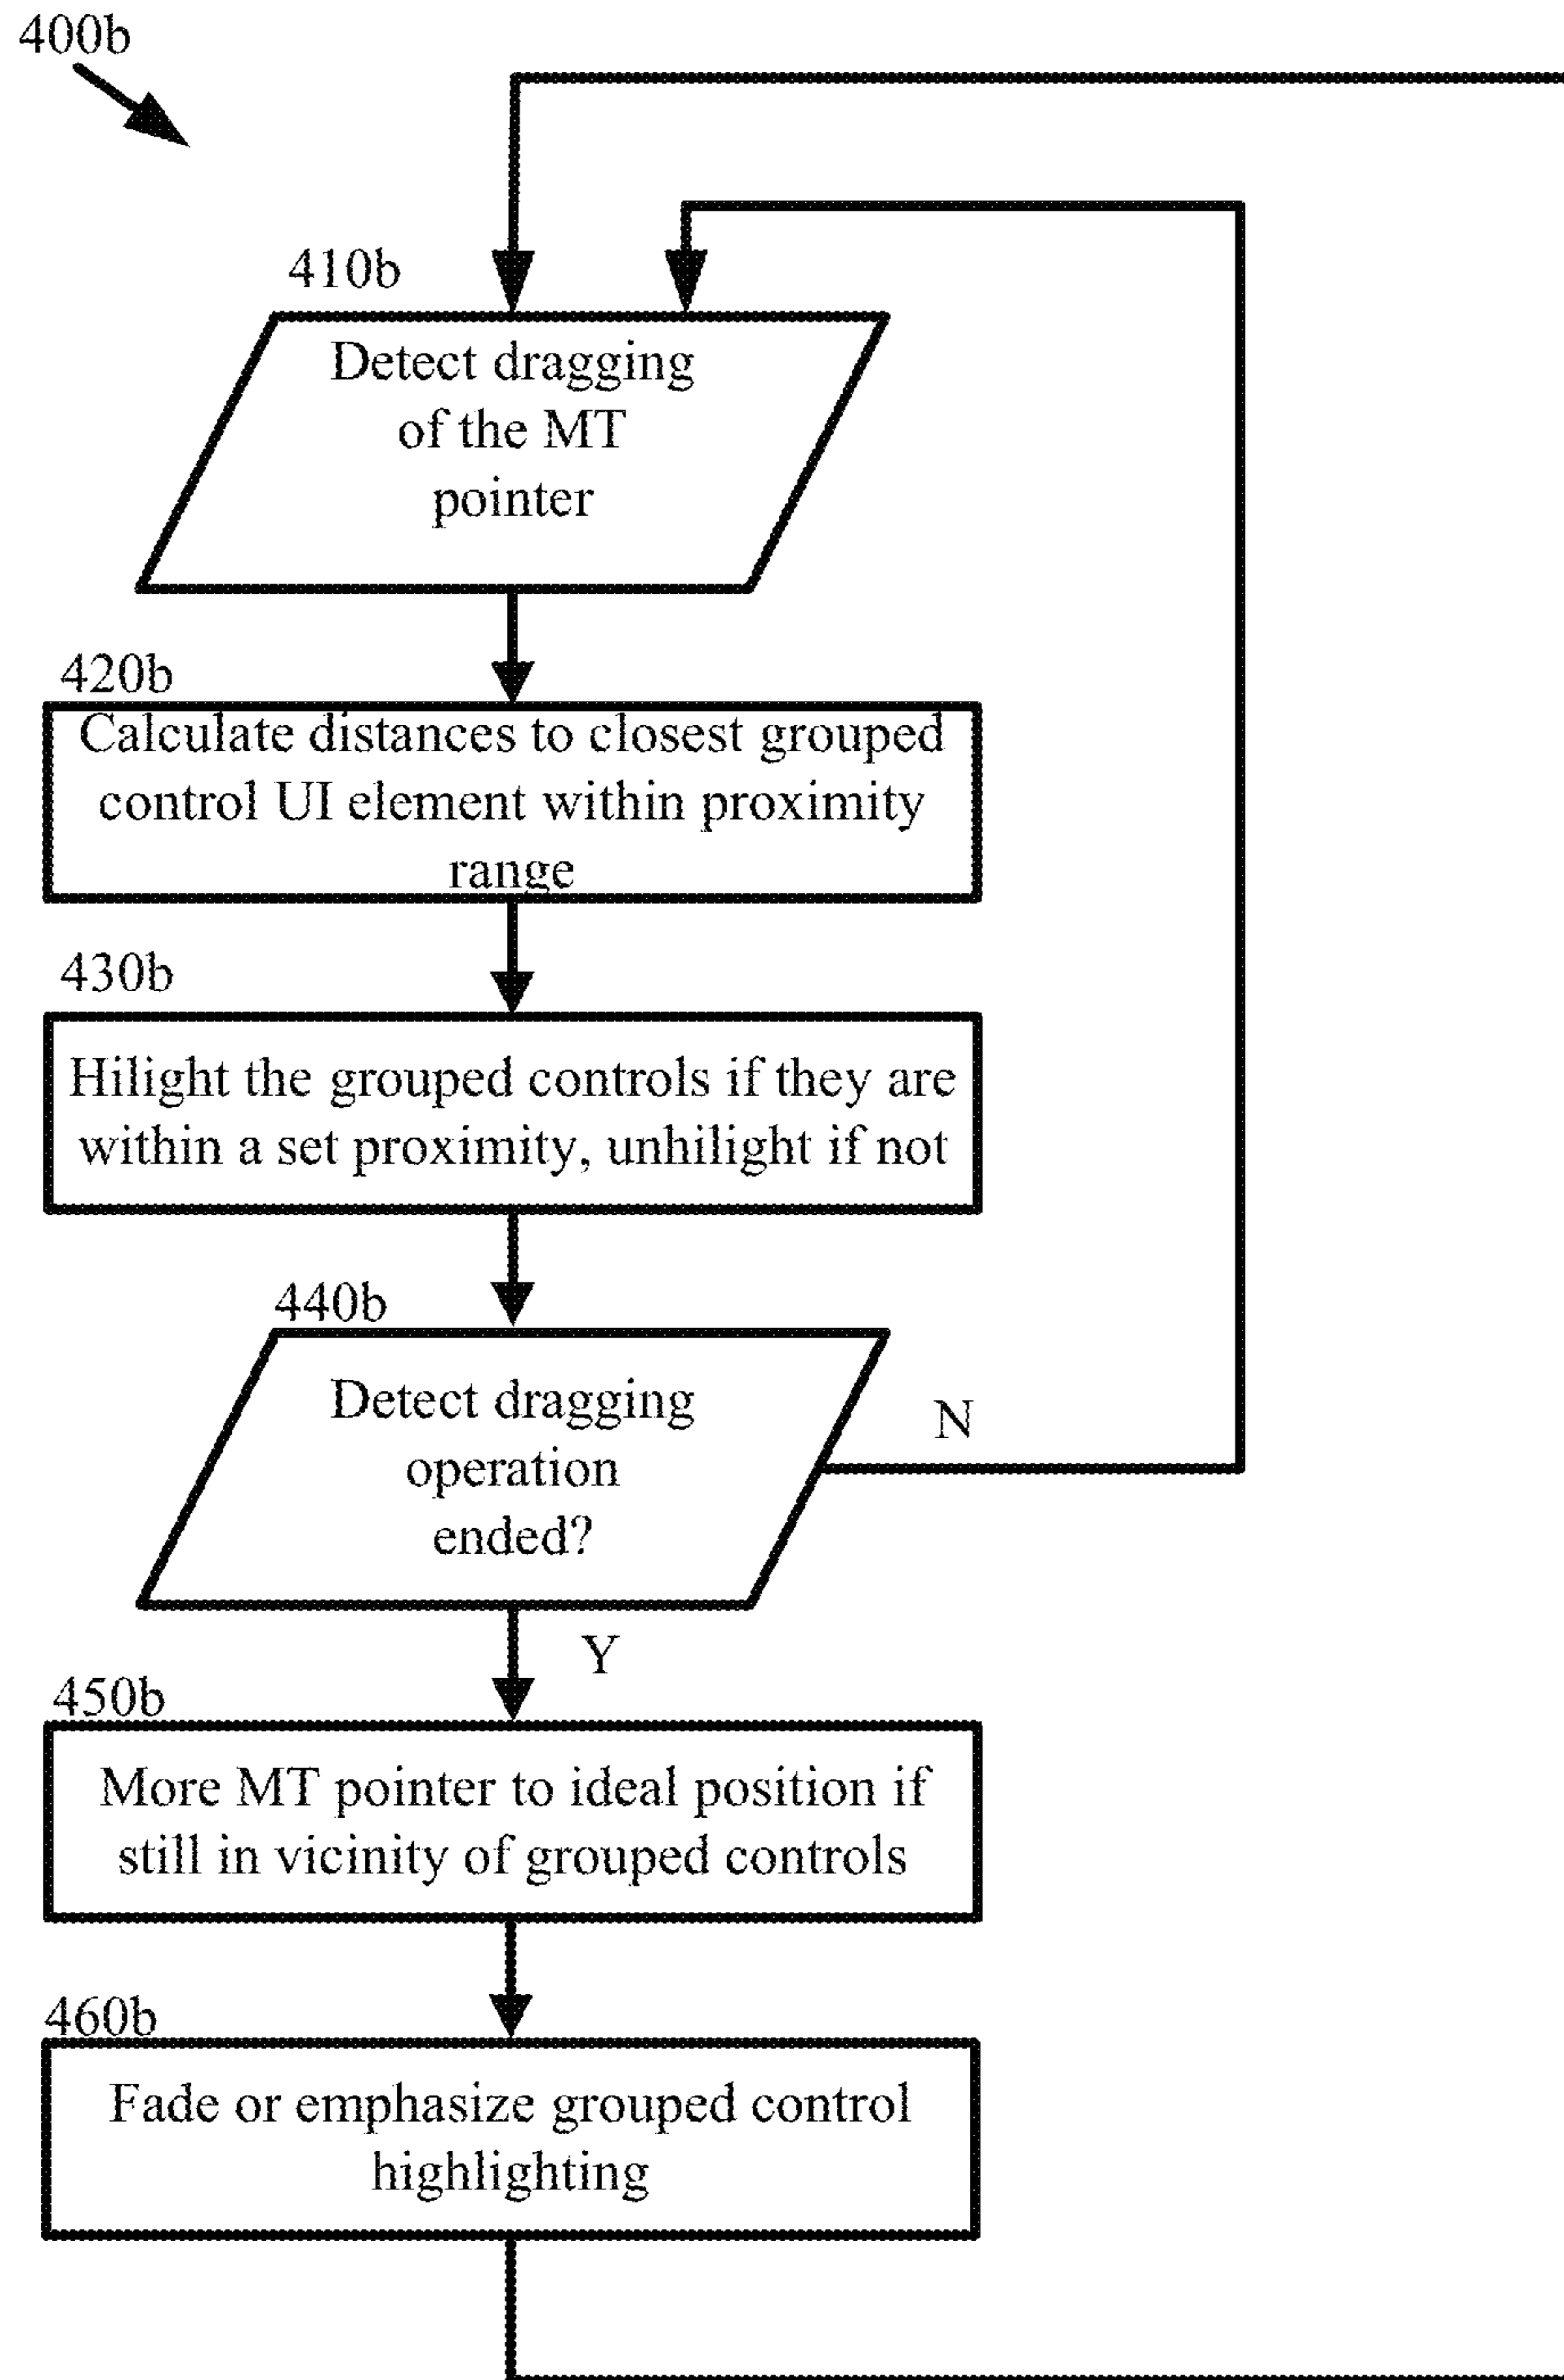 400b
410b
Detect dragging
of the MT
pointer
420b
Calculate distances to closest grouped
control UI element within proximity
range
430b
Hilight the grouped controls if they are
within a set proximity, unhilight if not
440b
Detect dragging
operation
ended?
N
Y
450b
More MT pointer to ideal position if
still in vicinity of grouped controls
460b
Fade or emphasize grouped control
highlighting